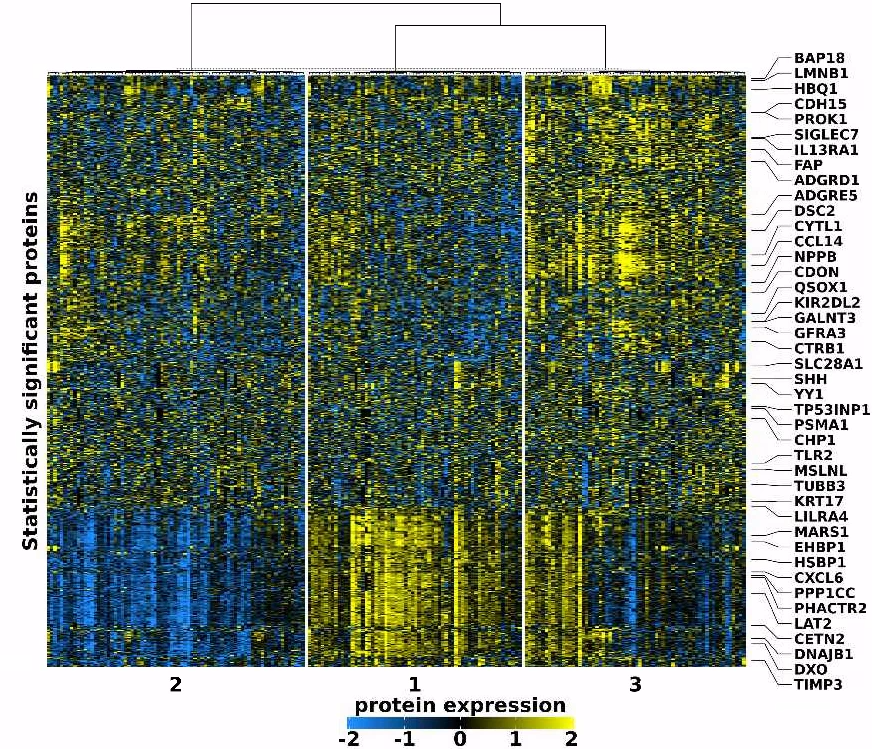 BAP18
LMNB1
HBQ1
CDH15
PROK1
SIGLEC7
IL13RA1
FAP
ADGRD1
ADGRE5
DSC2
CYTL1
CCL14
NPPB
CDON
QSOX1
KIR2DL2
GALNT3
GFRA3
CTRB1
SLC28A1
SHH
YY1
TP53INP1
PSMA1
CHP1
TLR2
MSLNL
TUBB3
KRT17
LILRA4
MARS1
EHBP1
HSBP1
CXCL6
PPP1CC
PHACTR2
LAT2
CETN2
DNAJB1
DXO
TIMP3
Statistically significant proteins
2 1 3
protein expression
-2 -1 0 1 2